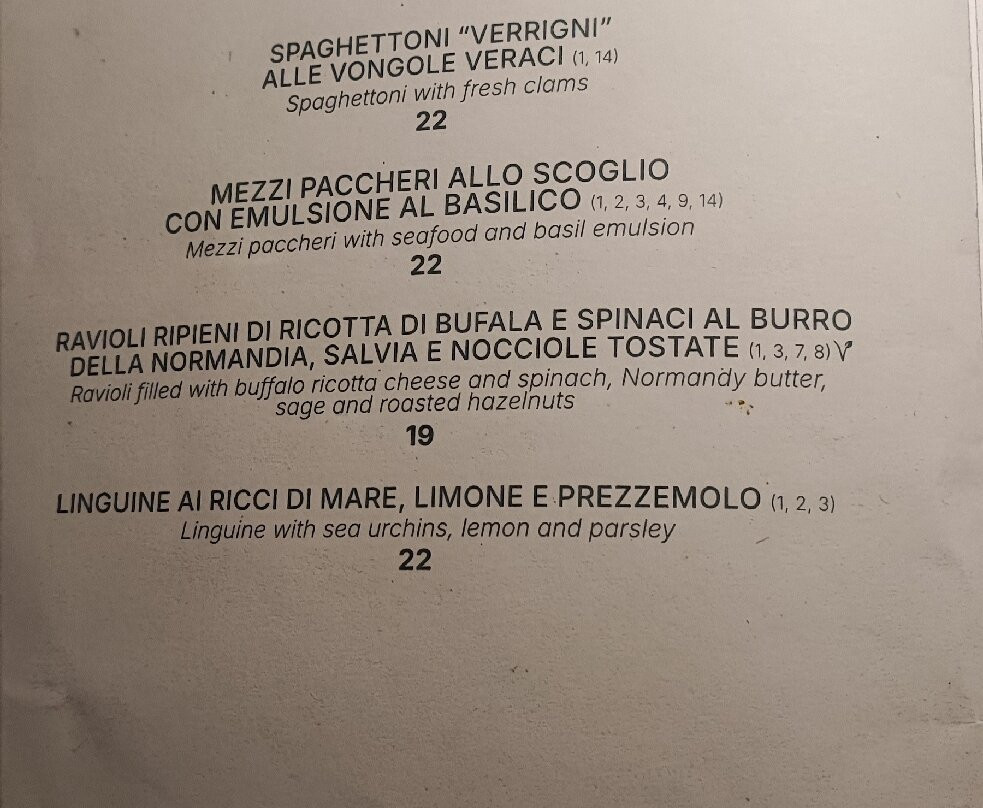 SPAGHETTONI “VERRIGNI”
ALLE VONGOLE VERACI (1, 14)
Spaghettoni with fresh clams
22
MEZZI PACCHERI ALLO SCOGLIO
CON EMULSIONE AL BASILICO (1, 2, 3, 4, 9, 14)
Mezzi paccheri with seafood and basil emulsion
22
RAVIOLI RIPIENI DI RICOTTA DI BUFALA E SPINACI AL BURRO
DELLA NORMANDIA, SALVIA E NOCCIOLE TOSTATE (1, 3, 7, 8)
Ravioli filled with buffalo ricotta cheese and spinach, Normandy butter,
sage and roasted hazelnuts
19
LINGUINE AI RICCI DI MARE, LIMONE E PREZZEMOLO (1, 2, 3)
Linguine with sea urchins, lemon and parsley
22